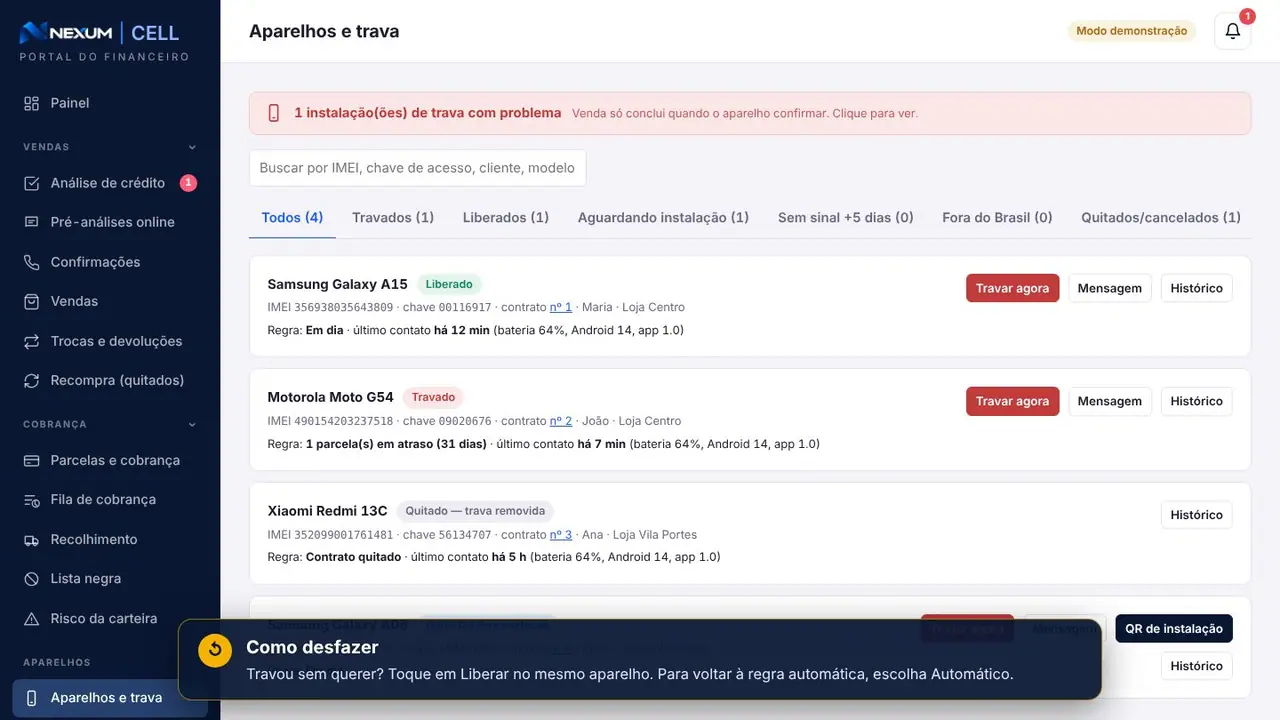 NEXUM | CELL
PORTAL DO FINANCEIRO
Painel
VENDAS
Análise de crédito 1
Pré-análises online
Confirmações
Vendas
Trocas e devoluções
Recompra (quitados)
COBRANÇA
Parcelas e cobrança
Fila de cobrança
Recolhimento
Lista negra
Risco da carteira
APARELHOS
Aparelhos e trava
Aparelhos e trava
Modo demonstração
1
1 instalação(ões) de trava com problema Venda só conclui quando o aparelho confirmar. Clique para ver.
Buscar por IMEI, chave de acesso, cliente, modelo
Todos (4) Travados (1) Liberados (1) Aguardando instalação (1) Sem sinal +5 dias (0) Fora do Brasil (0) Quitados/cancelados (1)
Samsung Galaxy A15 Liberado
IMEI 356938035643809 · chave 00116917 · contrato nº 1 · Maria · Loja Centro
Regra: Em dia · último contato há 12 min (bateria 64%, Android 14, app 1.0)
Travar agora Mensagem Histórico
Motorola Moto G54 Travado
IMEI 490154203237518 · chave 09020676 · contrato nº 2 · João · Loja Centro
Regra: 1 parcela(s) em atraso (31 dias) · último contato há 7 min (bateria 64%, Android 14, app 1.0)
Travar agora Mensagem Histórico
Xiaomi Redmi 13C Quitado — trava removida
IMEI 352099001761481 · chave 56134707 · contrato nº 3 · Ana · Loja Vila Portes
Regra: Contrato quitado · último contato há 5 h (bateria 64%, Android 14, app 1.0)
Histórico
Samsung Galaxy
Travar agora Mensagem QR de instalação
Histórico
Como desfazer
Travou sem querer? Toque em Liberar no mesmo aparelho. Para voltar à regra automática, escolha Automático.